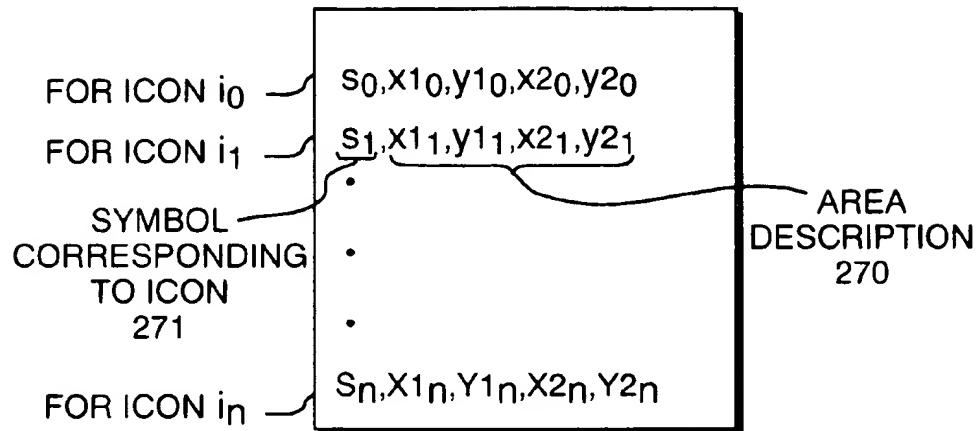 FOR ICON i0
s0,x10,y10,x20,y20
FOR ICON i1
s1,x11,y11,x21,y21
SYMBOL
CORRESPONDING
TO ICON
271
AREA
DESCRIPTION
270
FOR ICON in
Sn,X1n,Y1n,X2n,Y2n